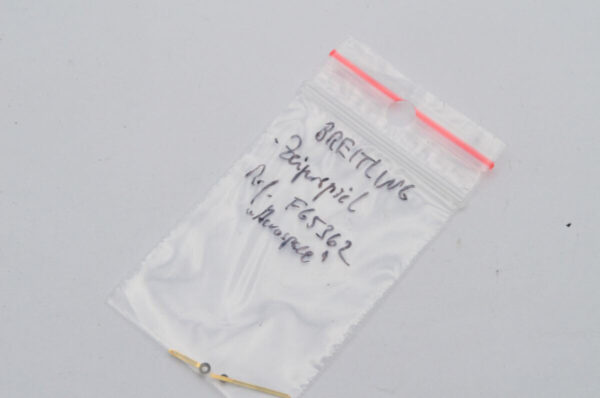 BREITLING
Zeigerspiel
Ref. F65362
"Aerospace"